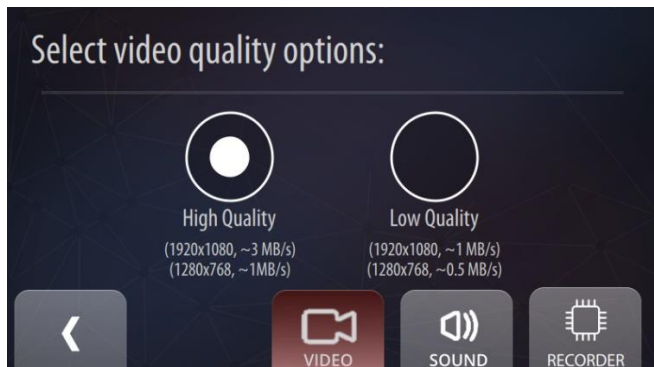 Select video quality options:
High Quality
(1920x1080, ~3 MB/s)
(1280x768, ~1MB/s)
Low Quality
(1920x1080, ~1 MB/s)
(1280x768, ~0.5 MB/s)
VIDEO
SOUND
RECORDER